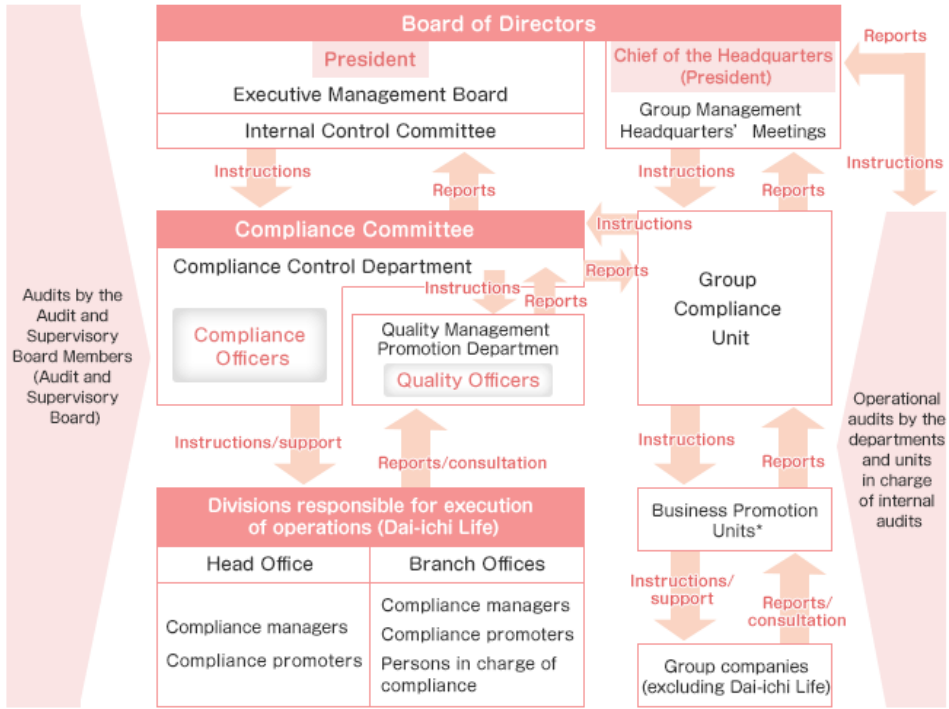 Board of Directors
President
Executive Management Board
Internal Control Committee
Chief of the Headquarters
(President)
Group Management
Headquarters' Meetings
Reports
Instructions
Instructions
Reports
Instructions
Reports
Compliance Committee
Compliance Control Department
Instructions
Reports
Instructions
Reports
Compliance
Officers
Quality Management
Promotion Departmen
Quality Officers
Group
Compliance
Unit
Audits by the
Audit and
Supervisory
Board Members
(Audit and
Supervisory
Board)
Operational
audits by the
departments
and units
in charge
of internal
audits
Instructions/support
Reports/consultation
Instructions
Reports
Divisions responsible for execution
of operations (Dai-ichi Life)
Head Office
Branch Offices
Compliance managers
Compliance promoters
Compliance managers
Compliance promoters
Persons in charge of
compliance
Business Promotion
Units*
Instructions/
support
Reports/
consultation
Group companies
(excluding Dai-ichi Life)